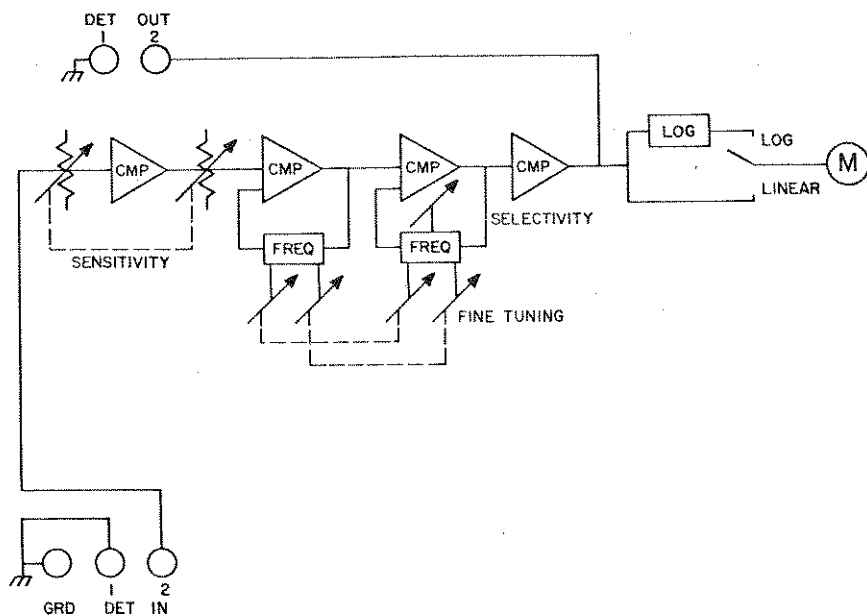 DET OUT
1 2
LOG
LOG
CMP
CMP
CMP
CMP
M
LINEAR
SELECTIVITY
FREQ
FREQ
SENSITIVITY
FINE TUNING
1 2
GRD DET IN